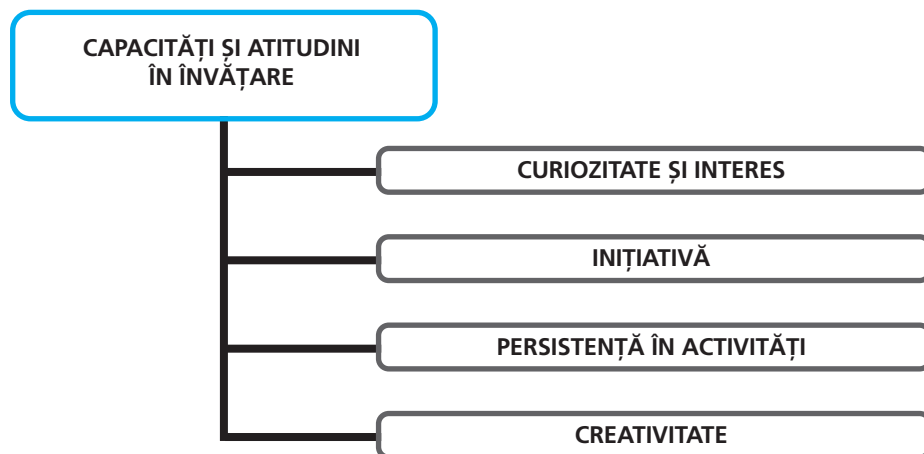 CAPACITĂȚI ȘI ATITUDINI
ÎN ÎNVĂȚARE
CURIOZITATE ȘI INTERES
INIȚIATIVĂ
PERSISTENȚĂ ÎN ACTIVITĂȚI
CREATIVITATE